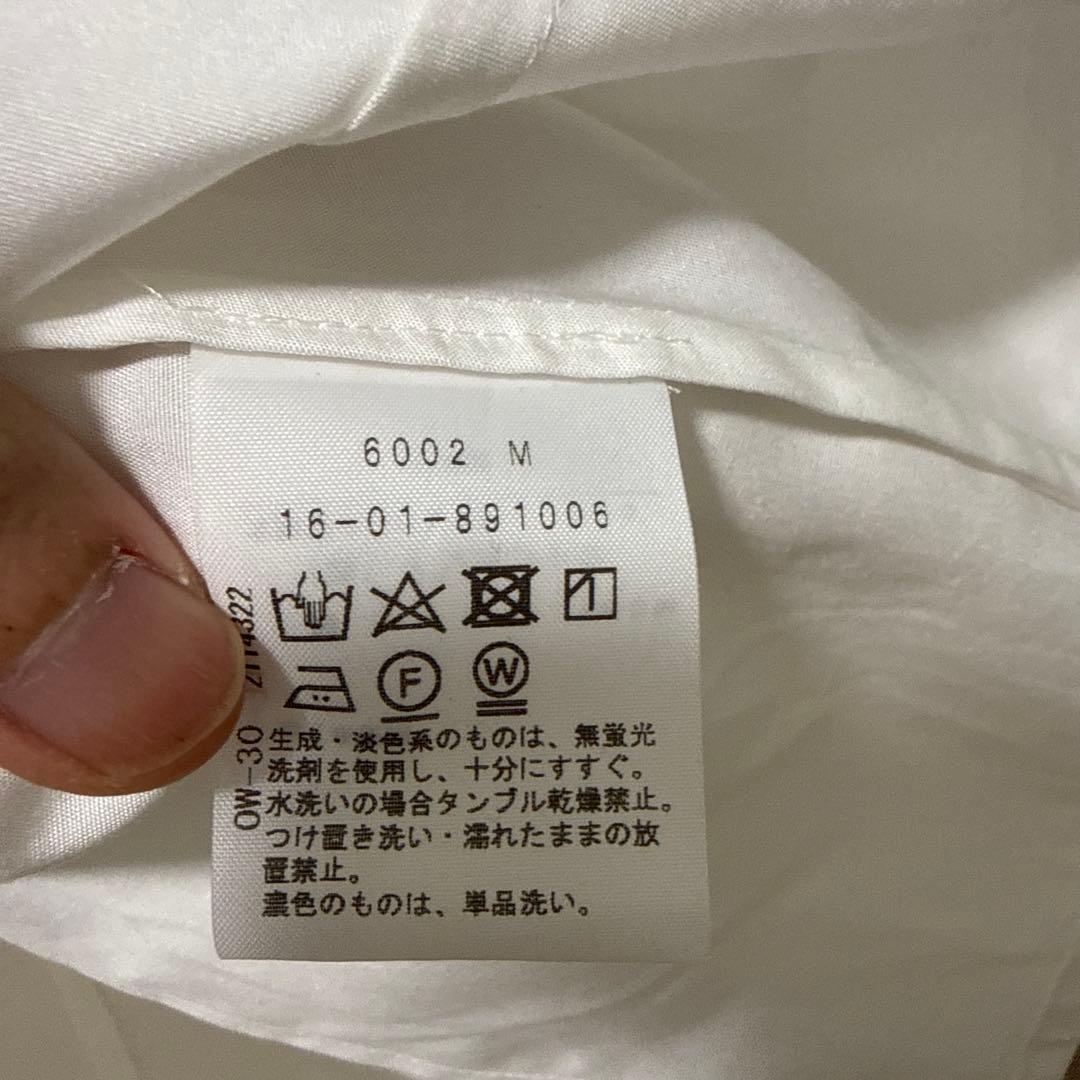 6002 M
16-01-891006
F W
生成・淡色系のものは、無蛍光
洗剤を使用し、十分にすすぐ。
水洗いの場合タンブル乾燥禁止。
つけ置き洗い・濡れたままの放
置禁止。
濃色のものは、単品洗い。
OW-30